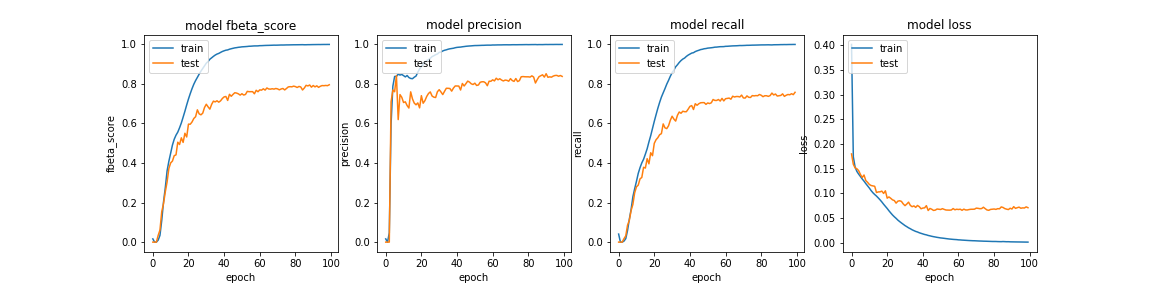 model fbeta_score
fbeta_score
1.0
0.8
0.6
0.4
0.2
0.0
train
test
0 20 40 60 80 100
epoch
model precision
precision
1.0
0.8
0.6
0.4
0.2
0.0
train
test
0 20 40 60 80 100
epoch
model recall
recall
1.0
0.8
0.6
0.4
0.2
0.0
train
test
0 20 40 60 80 100
epoch
model loss
loss
0.40
0.35
0.30
0.25
0.20
0.15
0.10
0.05
0.00
train
test
0 20 40 60 80 100
epoch